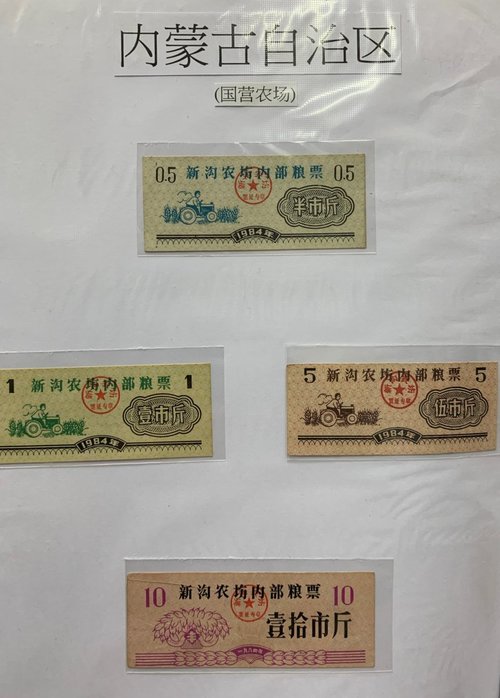 内蒙古自治区
(国营农场)
0.5 新沟农场内部粮票 0.5
半市斤
1984年
1 新沟农场内部粮票 1
壹市斤
1984年
5 新沟农场内部粮票 5
伍市斤
1984年
10 新沟农场内部粮票 10
壹拾市斤
一九八四年